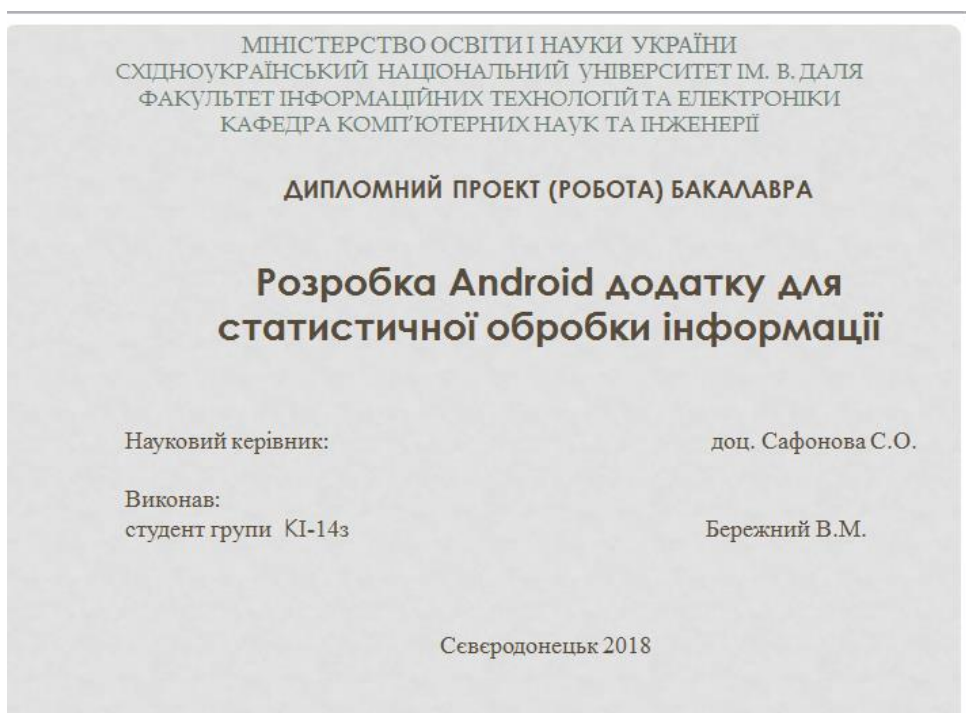 МІНІСТЕРСТВО ОСВІТИ І НАУКИ УКРАЇНИ
СХІДНОУКРАЇНСЬКИЙ НАЦІОНАЛЬНИЙ УНІВЕРСИТЕТ ІМ. В. ДАЛЯ
ФАКУЛЬТЕТ ІНФОРМАЦІЙНИХ ТЕХНОЛОГІЙ ТА ЕЛЕКТРОНІКИ
КАФЕДРА КОМП'ЮТЕРНИХ НАУК ТА ІНЖЕНЕРІЇ
ДИПЛОМНИЙ ПРОЕКТ (РОБОТА) БАКАЛАВРА
Розробка Android додатку для
статистичної обробки інформації
Науковий керівник: доц. Сафонова С.О.
Виконав:
студент групи КІ-14з Бережний В.М.
Сєвєродонецьк 2018